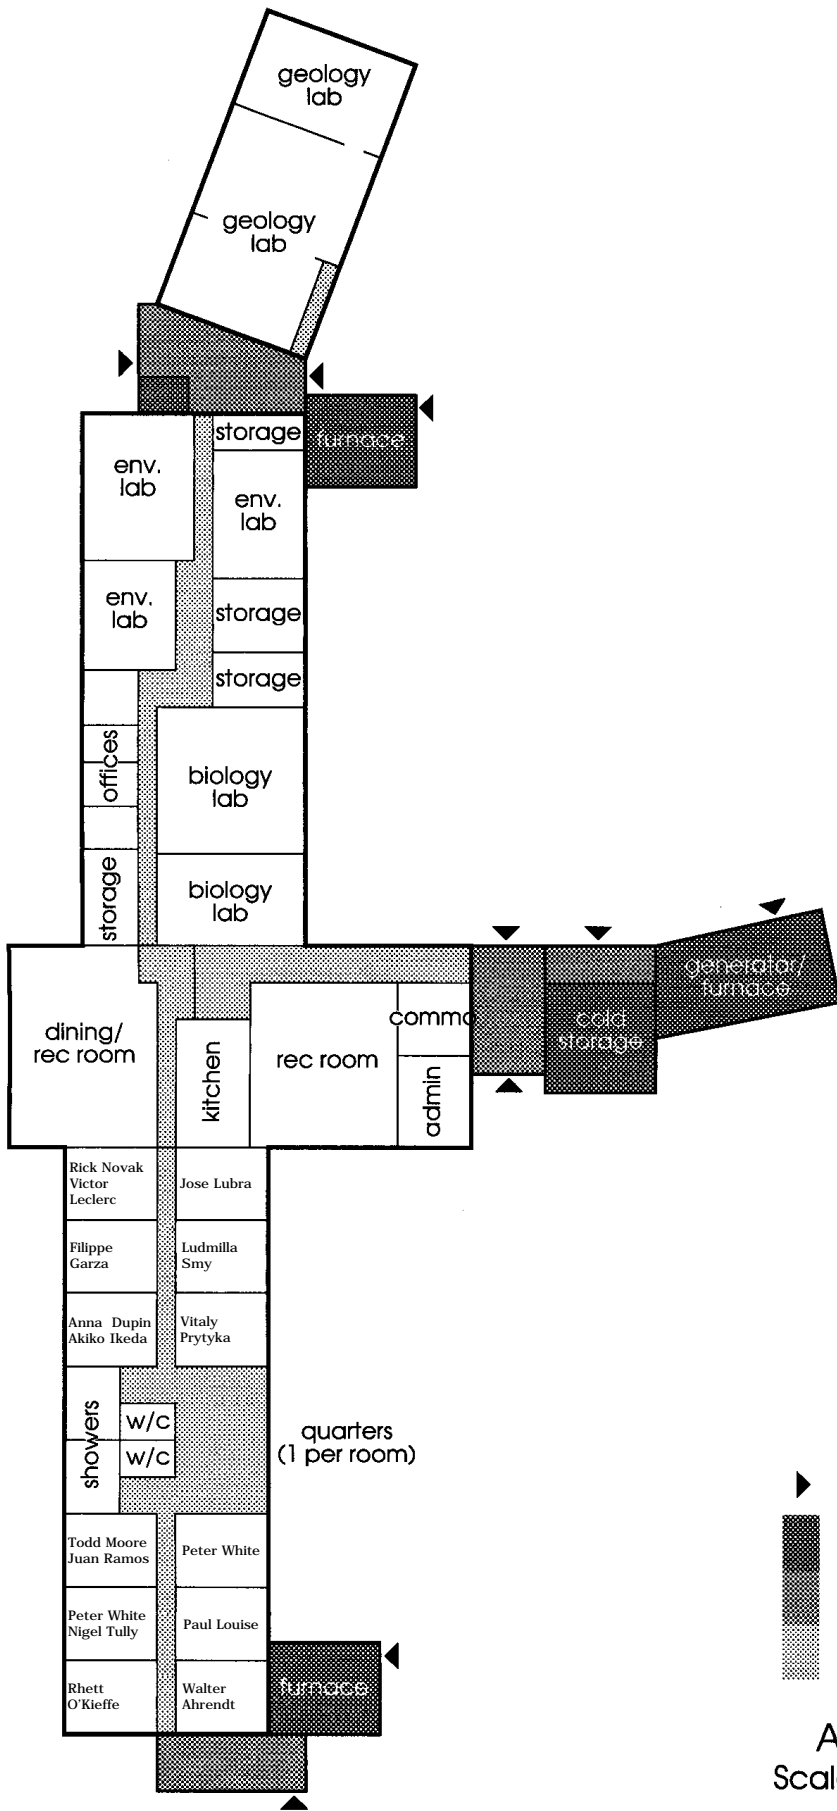 geology
lab
geology
lab
storage
furnace
env.
lab
env.
lab
env.
lab
storage
storage
offices
biology
lab
storage
biology
lab
generator/
furnace
cold
storage
dining/
rec room
kitchen
rec room
commo
admin
Rick Novak
Victor
Leclerc
Jose Lubra
Filippe
Garza
Ludmilla
Smy
Anna Dupin
Akiko Ikeda
Vitaly
Prytyka
showers
w/c
w/c
quarters
(1 per room)
Todd Moore
Juan Ramos
Peter White
Peter White
Nigel Tully
Paul Louise
Rhett
O'Kieffe
Walter
Ahrendt
furnace
A
Scal